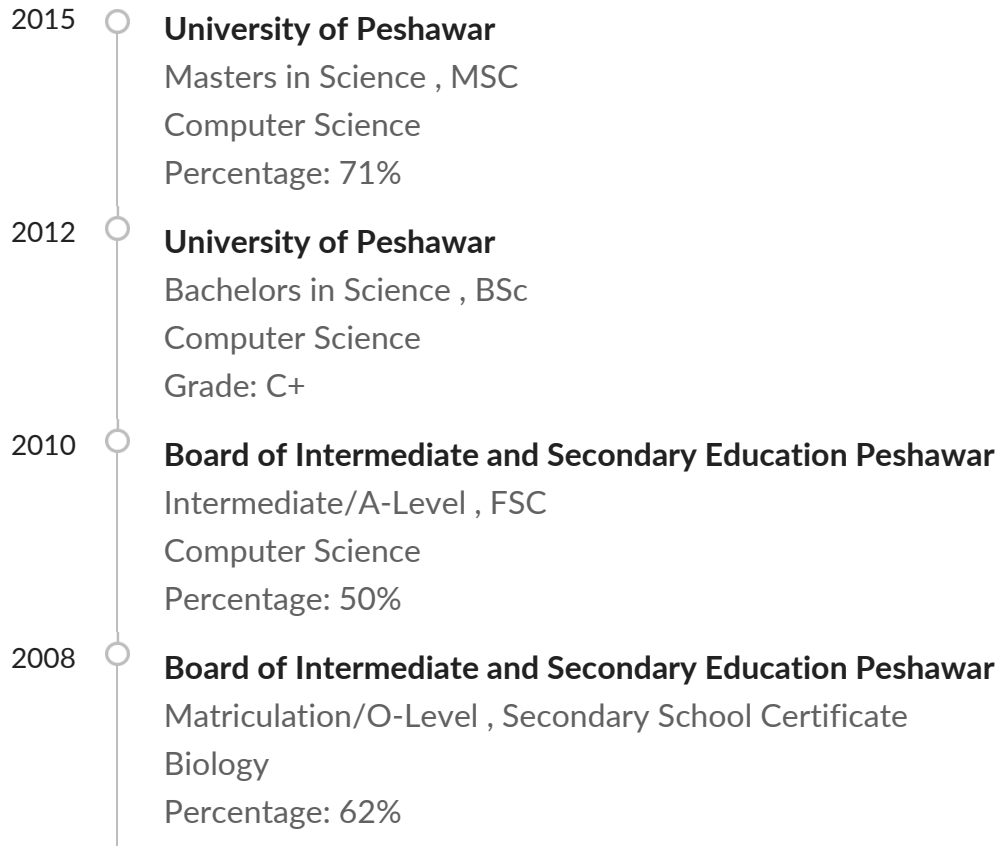 2015
University of Peshawar
Masters in Science , MSC
Computer Science
Percentage: 71%
2012
University of Peshawar
Bachelors in Science , BSc
Computer Science
Grade: C+
2010
Board of Intermediate and Secondary Education Peshawar
Intermediate/A-Level , FSC
Computer Science
Percentage: 50%
2008
Board of Intermediate and Secondary Education Peshawar
Matriculation/O-Level , Secondary School Certificate
Biology
Percentage: 62%